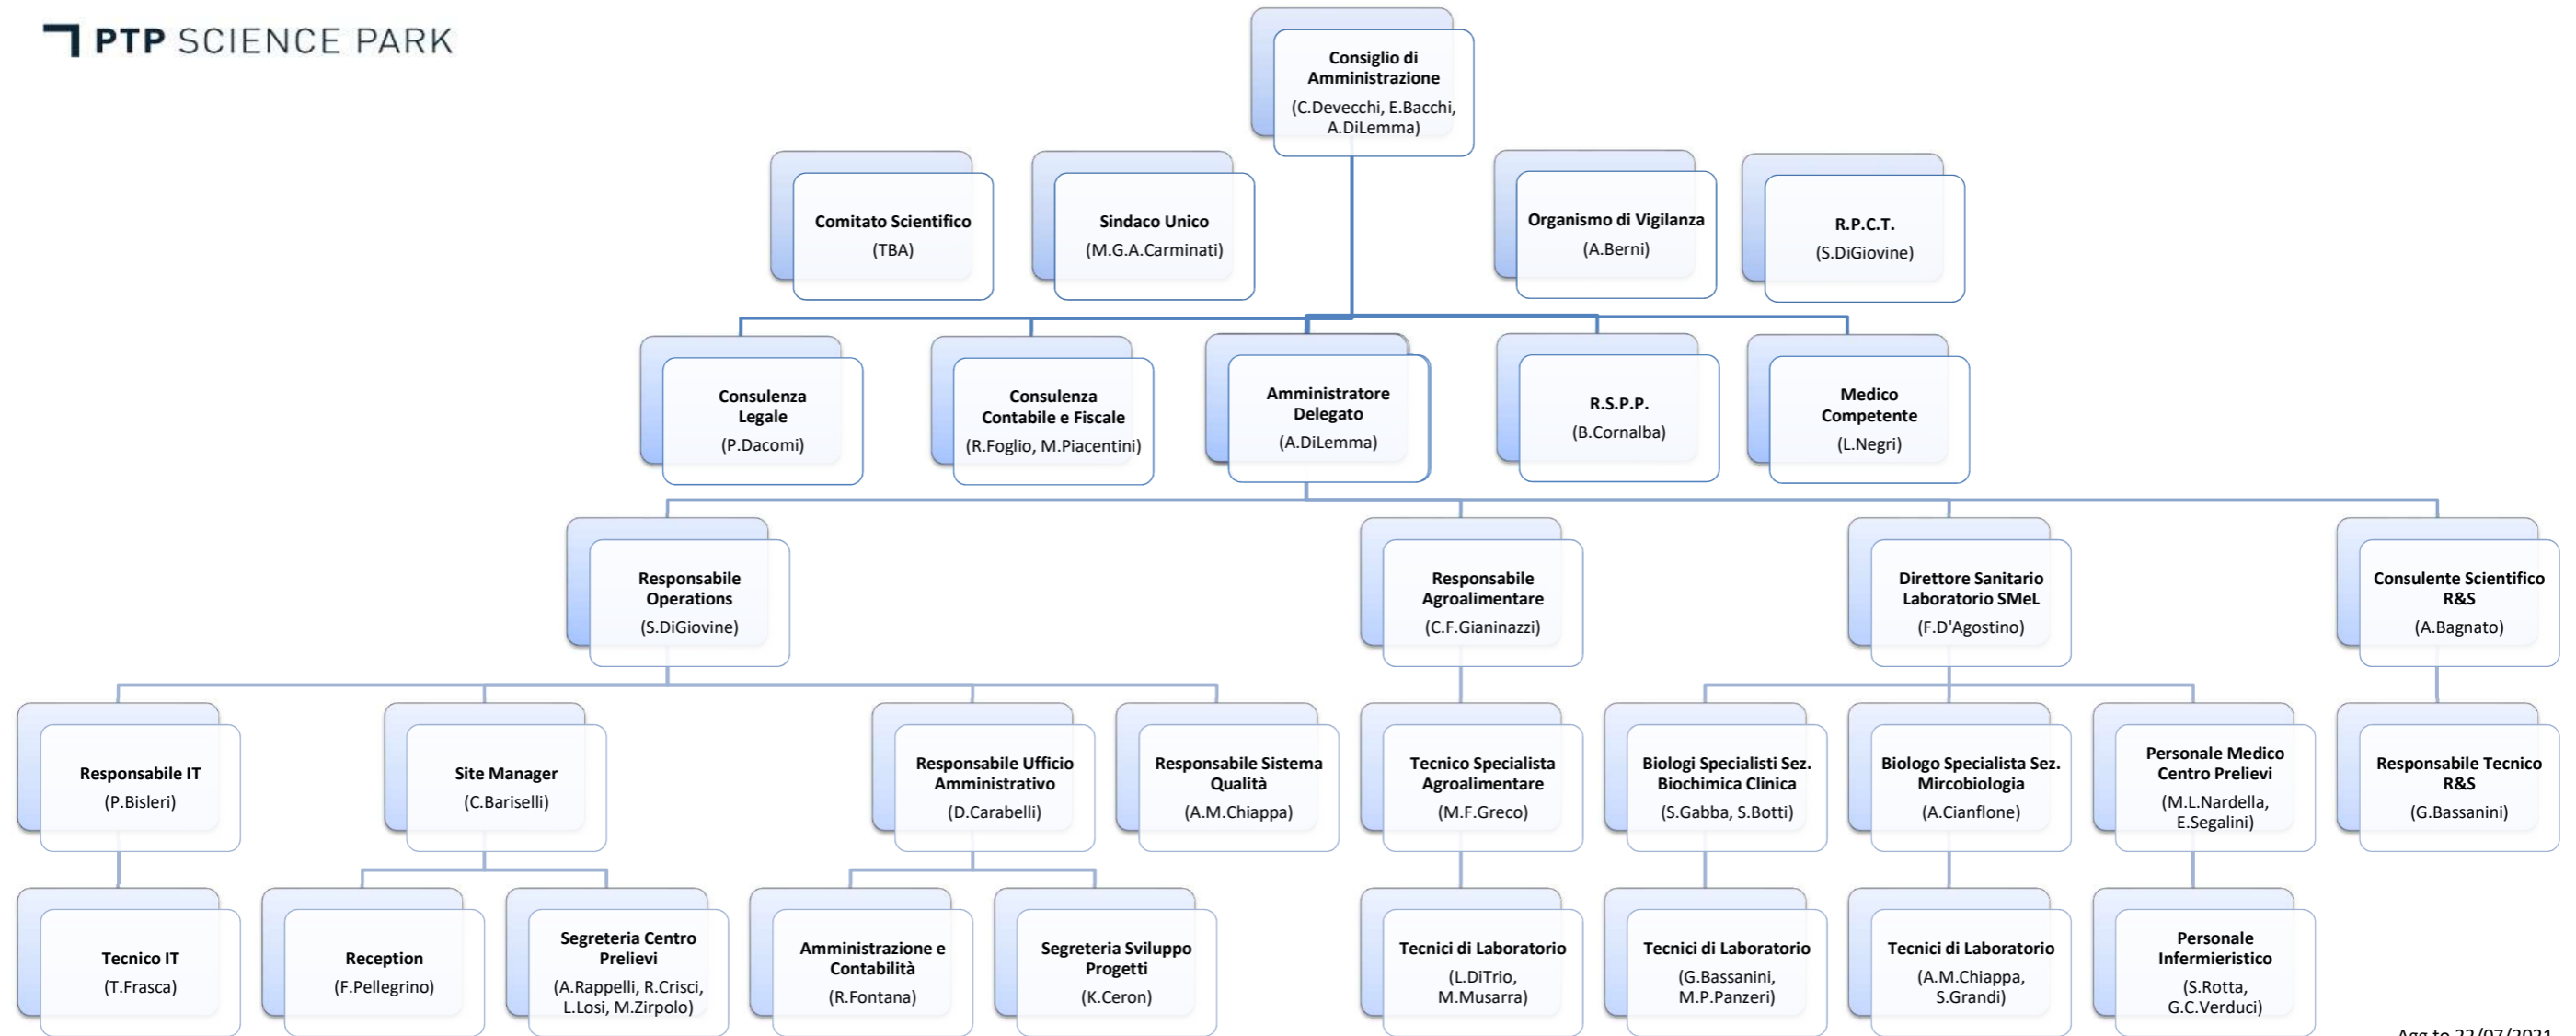 PTP SCIENCE PARK
Consiglio di
Amministrazione
(C.Devecchi, E.Bacchi,
A.DiLemma)
Comitato Scientifico
(TBA)
Sindaco Unico
(M.G.A.Carminati)
Organismo di Vigilanza
(A.Berni)
R.P.C.T.
(S.DiGiovine)
Consulenza
Legale
(P.Dacomi)
Consulenza
Contabile e Fiscale
(R.Foglio, M.Piacentini)
Amministratore
Delegato
(A.DiLemma)
R.S.P.P.
(B.Cornalba)
Medico
Competente
(L.Negri)
Responsabile
Operations
(S.DiGiovine)
Responsabile
Agroalimentare
(C.F.Gianinazzi)
Direttore Sanitario
Laboratorio SMeL
(F.D'Agostino)
Consulente Scientifico
R&S
(A.Bagnato)
Responsabile IT
(P.Bisleri)
Site Manager
(C.Bariselli)
Responsabile Ufficio
Amministrativo
(D.Carabelli)
Responsabile Sistema
Qualità
(A.M.Chiappa)
Tecnico Specialista
Agroalimentare
(M.F.Greco)
Biologi Specialisti Sez.
Biochimica Clinica
(S.Gabba, S.Botti)
Biologo Specialista Sez.
Mircobiologia
(A.Cianflone)
Personale Medico
Centro Prelievi
(M.L.Nardella,
E.Segalini)
Responsabile Tecnico
R&S
(G.Bassanini)
Tecnico IT
(T.Frasca)
Reception
(F.Pellegrino)
Segreteria Centro
Prelievi
(A.Rappelli, R.Crisci,
L.Losi, M.Zirpolo)
Amministrazione e
Contabilità
(R.Fontana)
Segreteria Sviluppo
Progetti
(K.Ceron)
Tecnici di Laboratorio
(L.DiTrio,
M.Musarra)
Tecnici di Laboratorio
(G.Bassanini,
M.P.Panzeri)
Tecnici di Laboratorio
(A.M.Chiappa,
S.Grandi)
Personale
Infermieristico
(S.Rotta,
G.C.Verduci)
Agg.to 22/07/2021